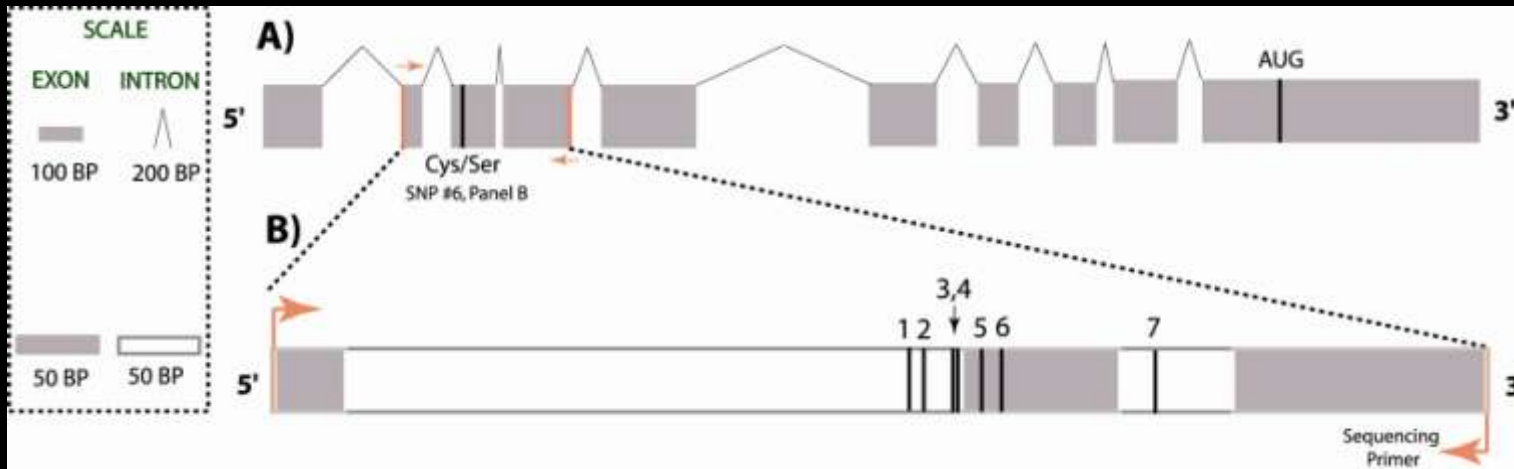 SCALE
EXON INTRON
100 BP 200 BP
50 BP 50 BP
A)
5'
AUG
3'
Cys/Ser
SNP #6, Panel B
B)
3,4
1 2 5 6 7
5'
3
Sequencing
Primer